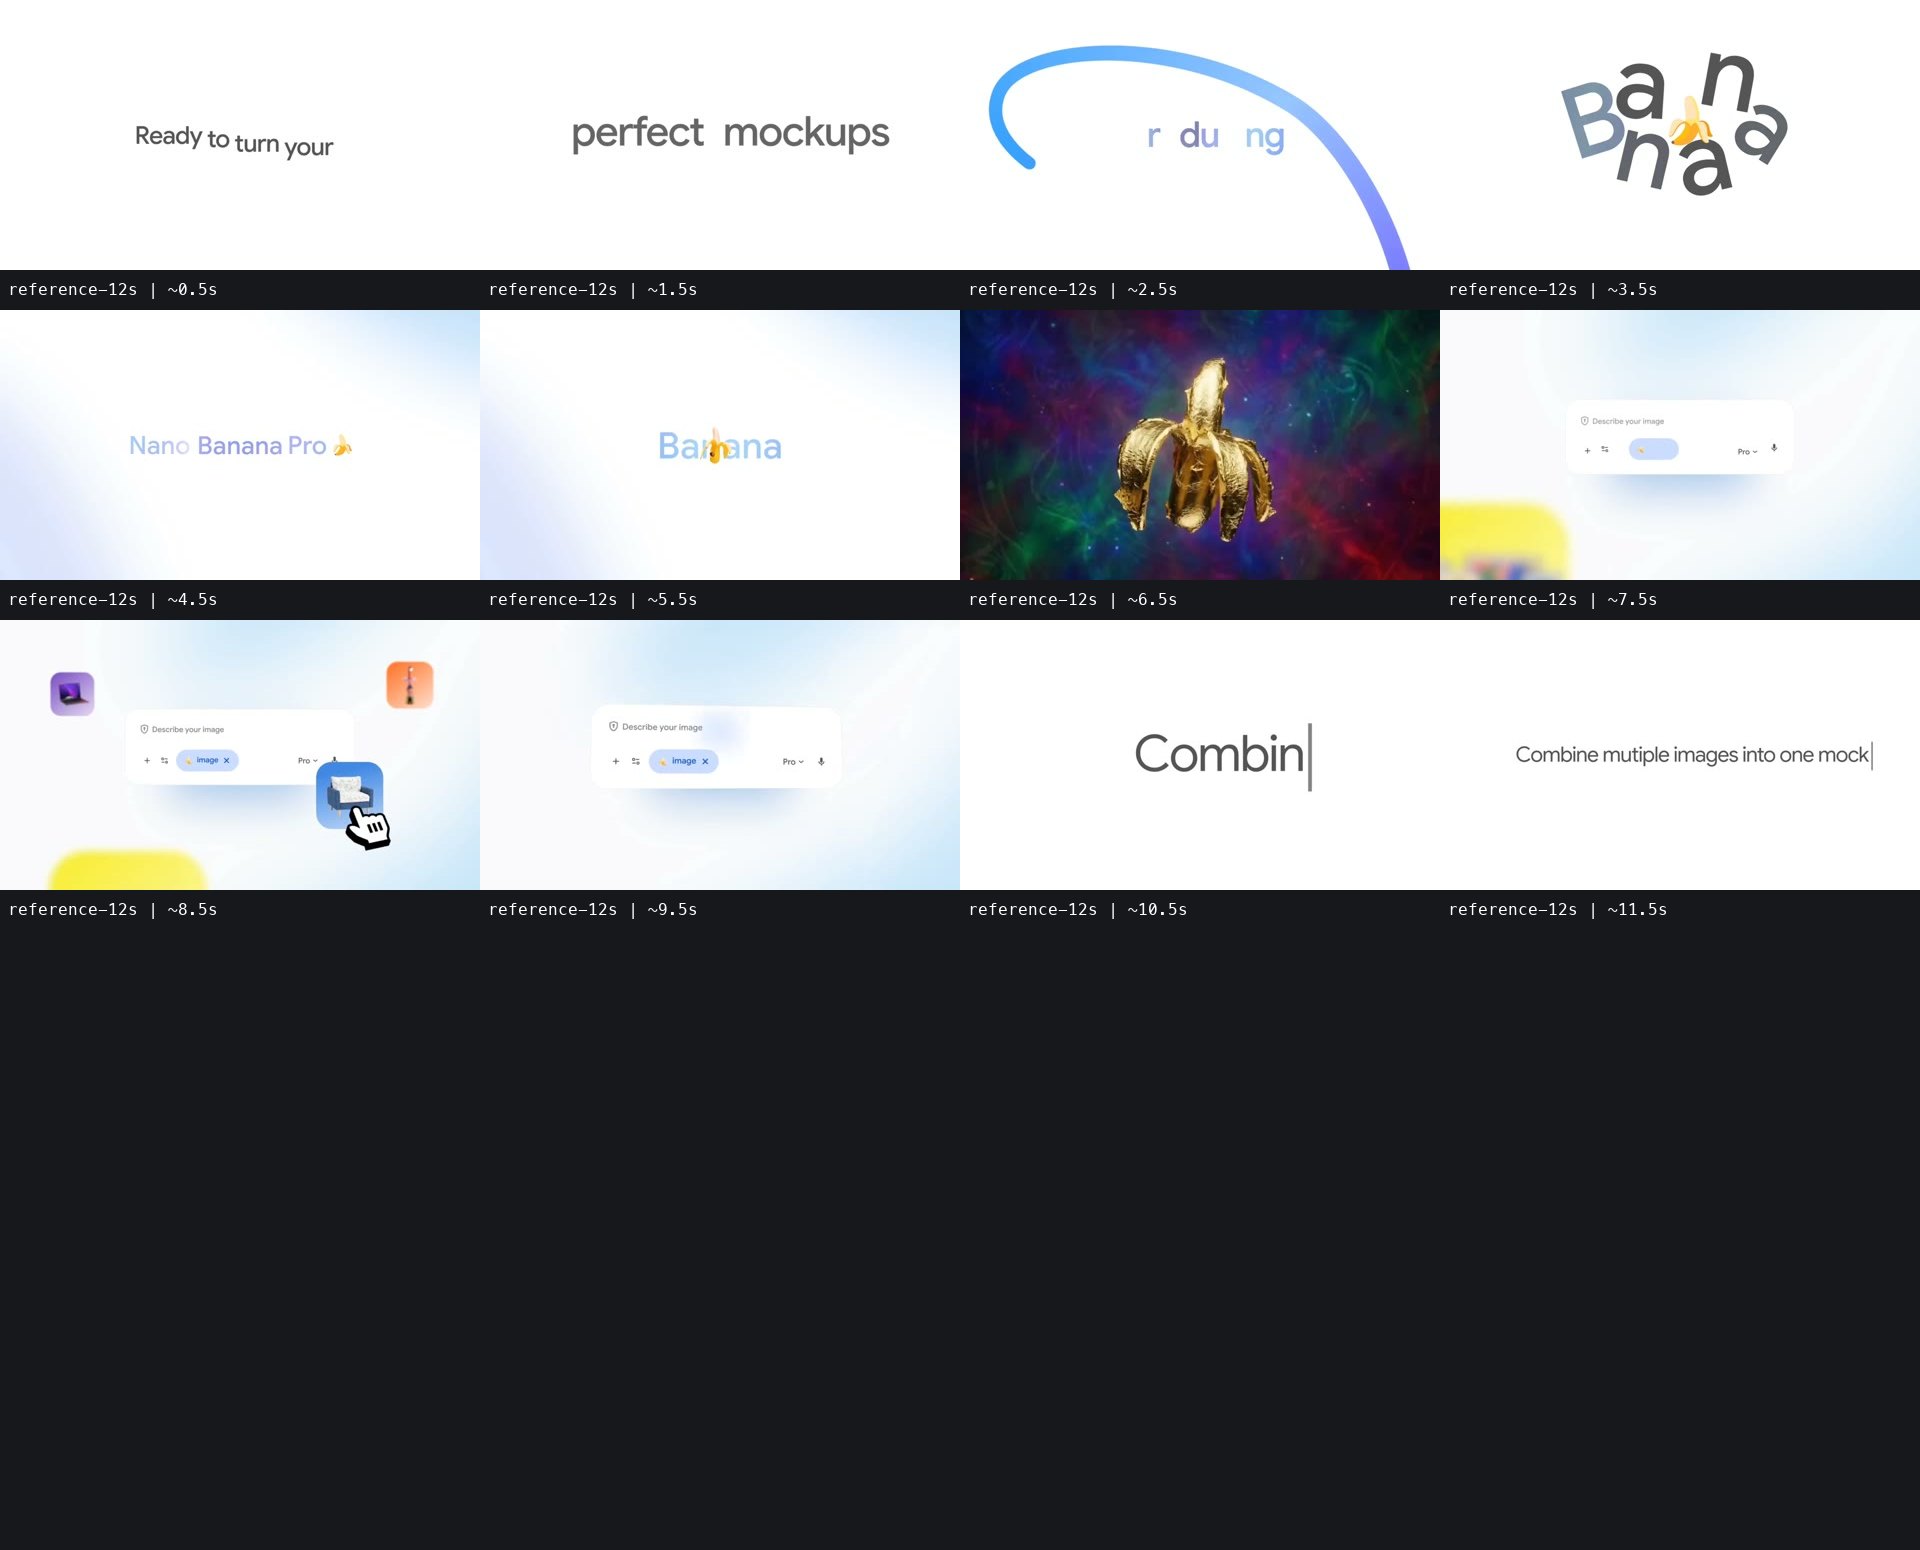 Ready to turn your
perfect mockups
r du ng
Banana
reference-12s | ~0.5s
reference-12s | ~1.5s
reference-12s | ~2.5s
reference-12s | ~3.5s
Nano Banana Pro
Banana
Describe your image
Pro
reference-12s | ~4.5s
reference-12s | ~5.5s
reference-12s | ~6.5s
reference-12s | ~7.5s
Describe your image
image
Pro
Describe your image
image
Pro
Combin
Combine mutiple images into one mock
reference-12s | ~8.5s
reference-12s | ~9.5s
reference-12s | ~10.5s
reference-12s | ~11.5s